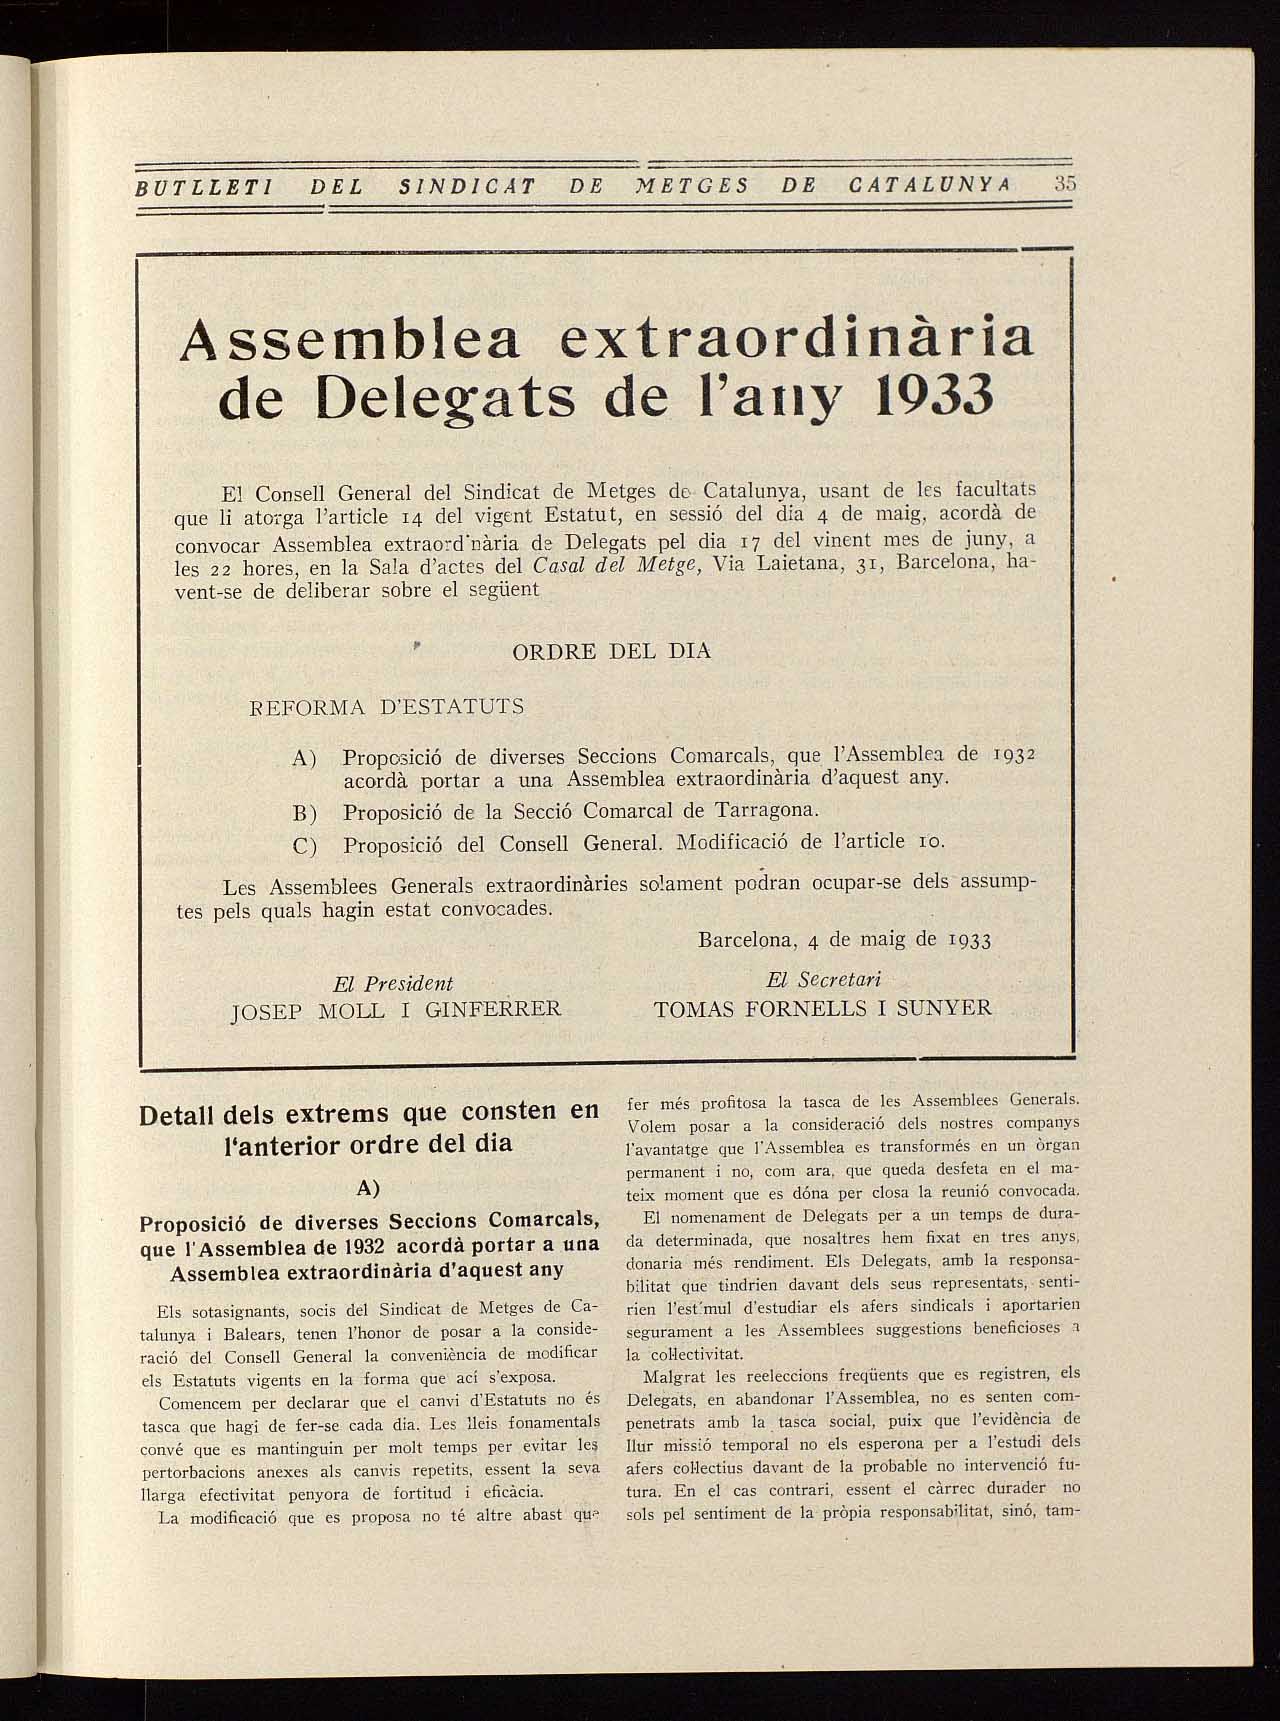 BUTLLETI DEL SINDICAT DE METGES DE CATALUNYA 35
Assemblea extraordinària
de Delegats de l'any 1933
El Consell General del Sindicat de Metges de Catalunya, usant de les facultats
que li atorga l'article 14 del vigent Estatut, en sessió del dia 4 de maig, acordà de
convocar Assemblea extraord'nària de Delegats pel dia 17 del vinent mes de juny, a
les 22 hores, en la Sala d'actes del Casal del Metge, Via Laietana, 31, Barcelona, ha-
vent-se de deliberar sobre el següent
ORDRE DEL DIA
REFORMA D'ESTATUTS
A) Proposició de diverses Seccions Comarcals, que l'Assemblea de 1932
acordà portar a una Assemblea extraordinària d'aquest any.
B) Proposició de la Secció Comarcal de Tarragona.
C) Proposició del Consell General. Modificació de l'article 10.
Les Assemblees Generals extraordinàries solament podran ocupar-se dels assump-
tes pels quals hagin estat convocades.
Barcelona, 4 de maig de 1933
El President
JOSEP MOLL I GINFERRER
El Secretari
TOMAS FORNELLS I SUNYER
Detall dels extrems que consten en
l'anterior ordre del dia
A)
Proposició de diverses Seccions Comarcals,
que l'Assemblea de 1932 acordà portar a una
Assemblea extraordinària d'aquest any
Els sotasignants, socis del Sindicat de Metges de Ca-
talunya i Balears, tenen l'honor de posar a la conside-
ració del Consell General la conveniència de modificar
els Estatuts vigents en la forma que ací s'exposa.
Comencem per declarar que el canvi d'Estatuts no és
tasca que hagi de fer-se cada dia. Les lleis fonamentals
convé que es mantinguin per molt temps per evitar les
pertorbacions anexes als canvis repetits, essent la seva
llarga efectivitat penyora de fortitud i eficàcia.
La modificació que es proposa no té altre abast que
fer més profitosa la tasca de les Assemblees Generals.
Volem posar a la consideració dels nostres companys
l'avantatge que l'Assemblea es transformés en un òrgan
permanent i no, com ara, que queda desfeta en el ma-
teix moment que es dóna per closa la reunió convocada.
El nomenament de Delegats per a un temps de dura-
da determinada, que nosaltres hem fixat en tres anys,
donaria més rendiment. Els Delegats, amb la responsa-
bilitat que tindrien davant dels seus representats, senti-
rien l'est'mul d'estudiar els afers sindicals i aportarien
segurament a les Assemblees suggestions beneficioses a
la col·lectivitat.
Malgrat les reeleccions freqüents que es registren, els
Delegats, en abandonar l'Assemblea, no es senten com-
penetrats amb la tasca social, puix que l'evidència de
llur missió temporal no els esperona per a l'estudi dels
afers col·lectius davant de la probable no intervenció fu-
tura. En el cas contrari, essent el càrrec durader no
sols pel sentiment de la pròpia responsabilitat, sinó, tam-